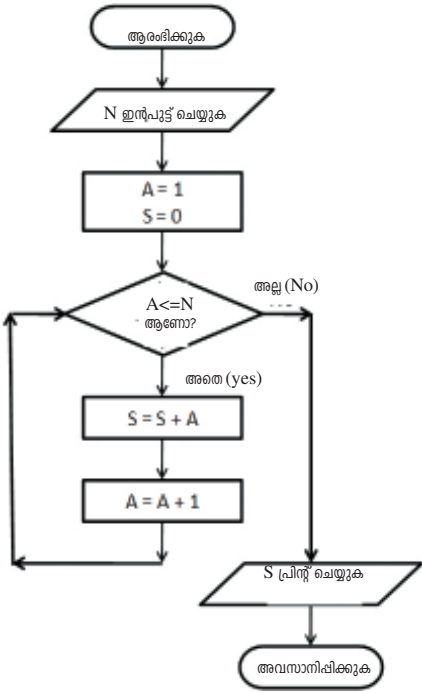 ആരംഭിക്കുക
N ഇൻപുട്ട് ചെയ്യുക
A = 1
S = 0
A<=N
ആണോ?
അല്ല (No)
അതെ (yes)
S = S + A
A = A + 1
S പ്രിന്റ് ചെയ്യുക
അവസാനിപ്പിക്കുക